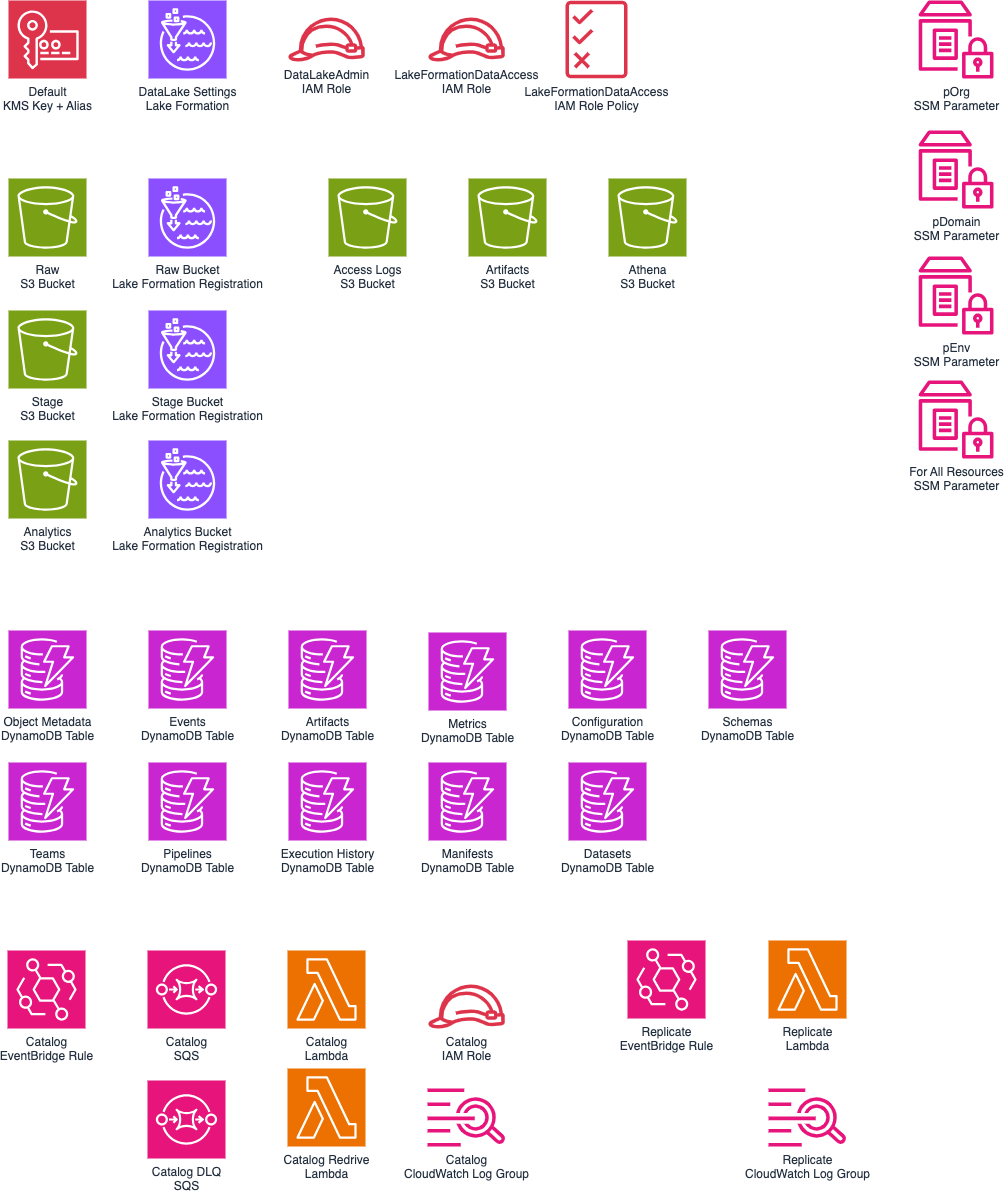 Default
KMS Key + Alias
DataLake Settings
Lake Formation
DataLakeAdmin
IAM Role
LakeFormationDataAccess
IAM Role
LakeFormationDataAccess
IAM Role Policy
pOrg
SSM Parameter
pDomain
SSM Parameter
Raw
S3 Bucket
Raw Bucket
Lake Formation Registration
Access Logs
S3 Bucket
Artifacts
S3 Bucket
Athena
S3 Bucket
pEnv
SSM Parameter
Stage
S3 Bucket
Stage Bucket
Lake Formation Registration
For All Resources
SSM Parameter
Analytics
S3 Bucket
Analytics Bucket
Lake Formation Registration
Object Metadata
DynamoDB Table
Events
DynamoDB Table
Artifacts
DynamoDB Table
Metrics
DynamoDB Table
Configuration
DynamoDB Table
Schemas
DynamoDB Table
Teams
DynamoDB Table
Pipelines
DynamoDB Table
Execution History
DynamoDB Table
Manifests
DynamoDB Table
Datasets
DynamoDB Table
Catalog
EventBridge Rule
Catalog
SQS
Catalog
Lambda
Catalog
IAM Role
Replicate
EventBridge Rule
Replicate
Lambda
Catalog DLQ
SQS
Catalog Redrive
Lambda
Catalog
CloudWatch Log Group
Replicate
CloudWatch Log Group